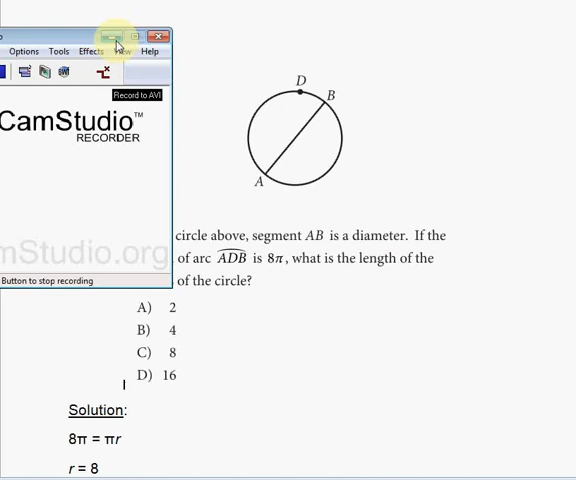 Options Tools Effects View Help
Record to AVI
CamStudio™
RECORDER
mStudio.org
Button to stop recording
D
B
A
circle above, segment AB is a diameter. If the
of arc ADB is 8π, what is the length of the
of the circle?
A) 2
B) 4
C) 8
D) 16
Solution:
8π = πr
r = 8